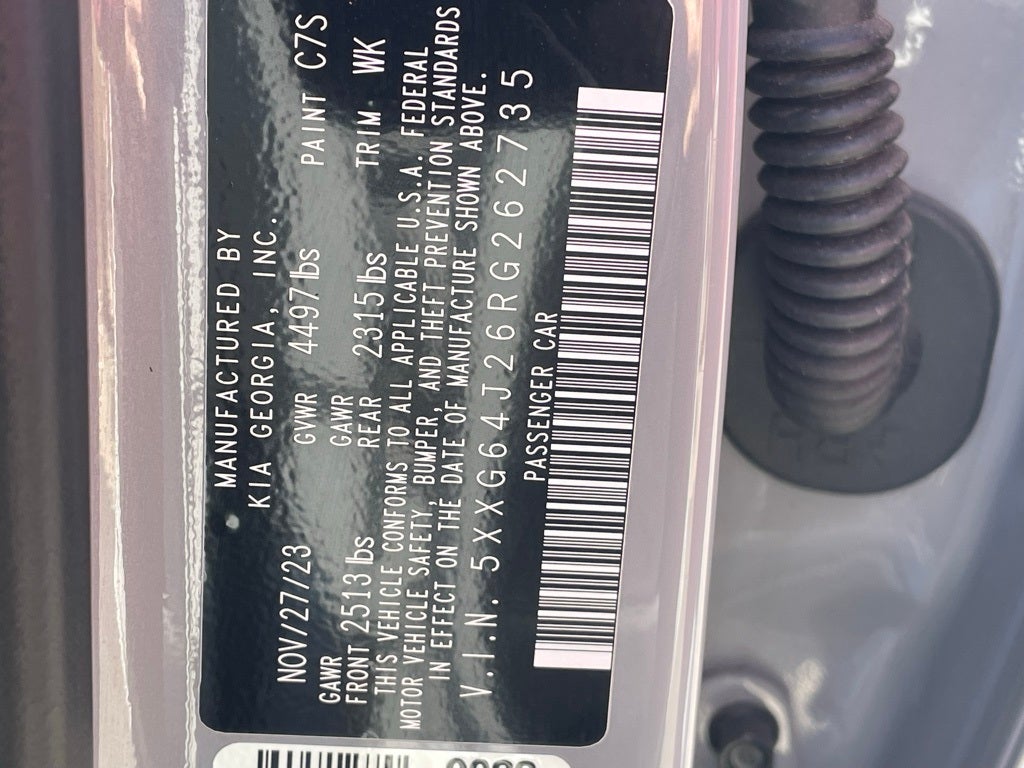 MANUFACTURED BY
KIA GEORGIA, INC.
NOV/27/23 GVWR 4497lbs PAINT C7S
GAWR GAWR
FRONT 2513lbs REAR 2315lbs TRIM WK
THIS VEHICLE CONFORMS TO ALL APPLICABLE U.S.A. FEDERAL
MOTOR VEHICLE SAFETY, BUMPER, AND THEFT PREVENTION STANDARDS
IN EFFECT ON THE DATE OF MANUFACTURE SHOWN ABOVE.
V.I.N. 5XXG64J26RG262735
PASSENGER CAR